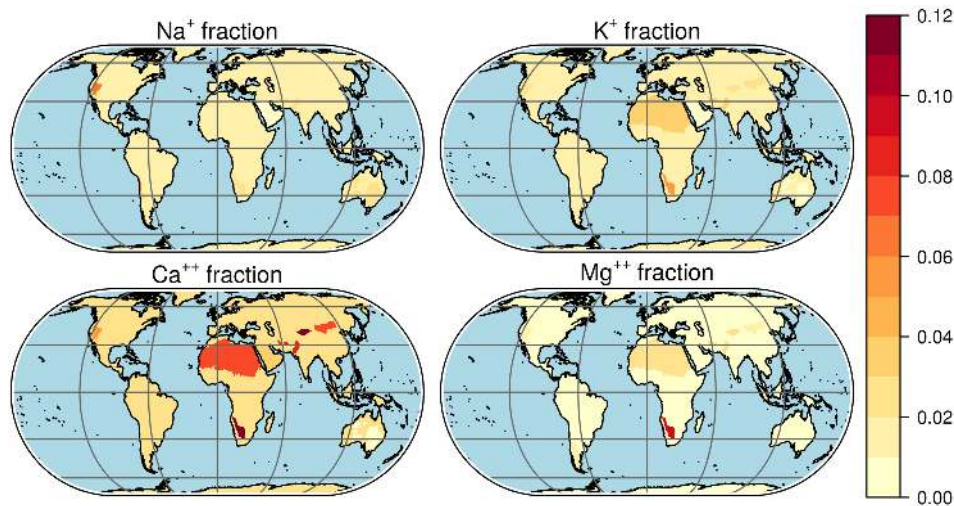 Na⁺ fraction
K⁺ fraction
Ca⁺⁺ fraction
Mg⁺⁺ fraction
0.12
0.10
0.08
0.06
0.04
0.02
0.00